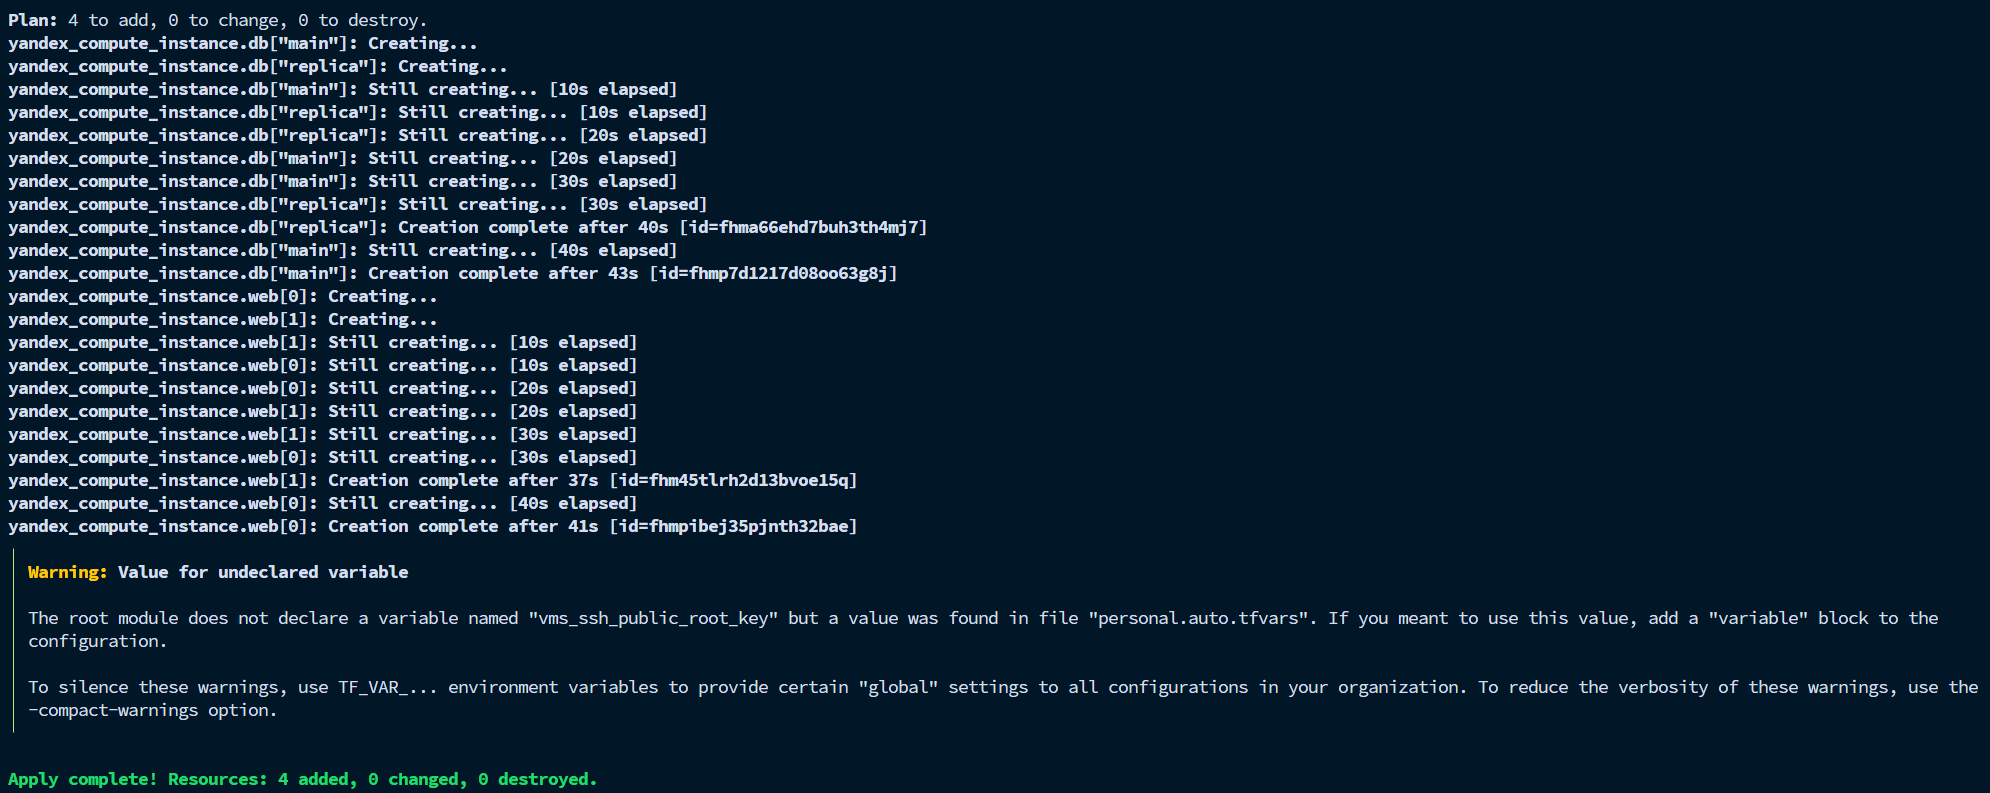 Plan: 4 to add, 0 to change, 0 to destroy.
yandex_compute_instance.db["main"]: Creating...
yandex_compute_instance.db["replica"]: Creating...
yandex_compute_instance.db["main"]: Still creating... [10s elapsed]
yandex_compute_instance.db["replica"]: Still creating... [10s elapsed]
yandex_compute_instance.db["replica"]: Still creating... [20s elapsed]
yandex_compute_instance.db["main"]: Still creating... [20s elapsed]
yandex_compute_instance.db["main"]: Still creating... [30s elapsed]
yandex_compute_instance.db["replica"]: Still creating... [30s elapsed]
yandex_compute_instance.db["replica"]: Creation complete after 40s [id=fhma66ehd7buh3th4mj7]
yandex_compute_instance.db["main"]: Still creating... [40s elapsed]
yandex_compute_instance.db["main"]: Creation complete after 43s [id=fhmp7d1217d08oo63g8j]
yandex_compute_instance.web[0]: Creating...
yandex_compute_instance.web[1]: Creating...
yandex_compute_instance.web[1]: Still creating... [10s elapsed]
yandex_compute_instance.web[0]: Still creating... [10s elapsed]
yandex_compute_instance.web[0]: Still creating... [20s elapsed]
yandex_compute_instance.web[1]: Still creating... [20s elapsed]
yandex_compute_instance.web[1]: Still creating... [30s elapsed]
yandex_compute_instance.web[0]: Still creating... [30s elapsed]
yandex_compute_instance.web[1]: Creation complete after 37s [id=fhm45tlrh2d13bvoe15q]
yandex_compute_instance.web[0]: Still creating... [40s elapsed]
yandex_compute_instance.web[0]: Creation complete after 41s [id=fhmpibej35pjnth32bae]
Warning: Value for undeclared variable
The root module does not declare a variable named "vms_ssh_public_root_key" but a value was found in file "personal.auto.tfvars". If you meant to use this value, add a "variable" block to the
configuration.
To silence these warnings, use TF_VAR_... environment variables to provide certain "global" settings to all configurations in your organization. To reduce the verbosity of these warnings, use the
-compact-warnings option.
Apply complete! Resources: 4 added, 0 changed, 0 destroyed.